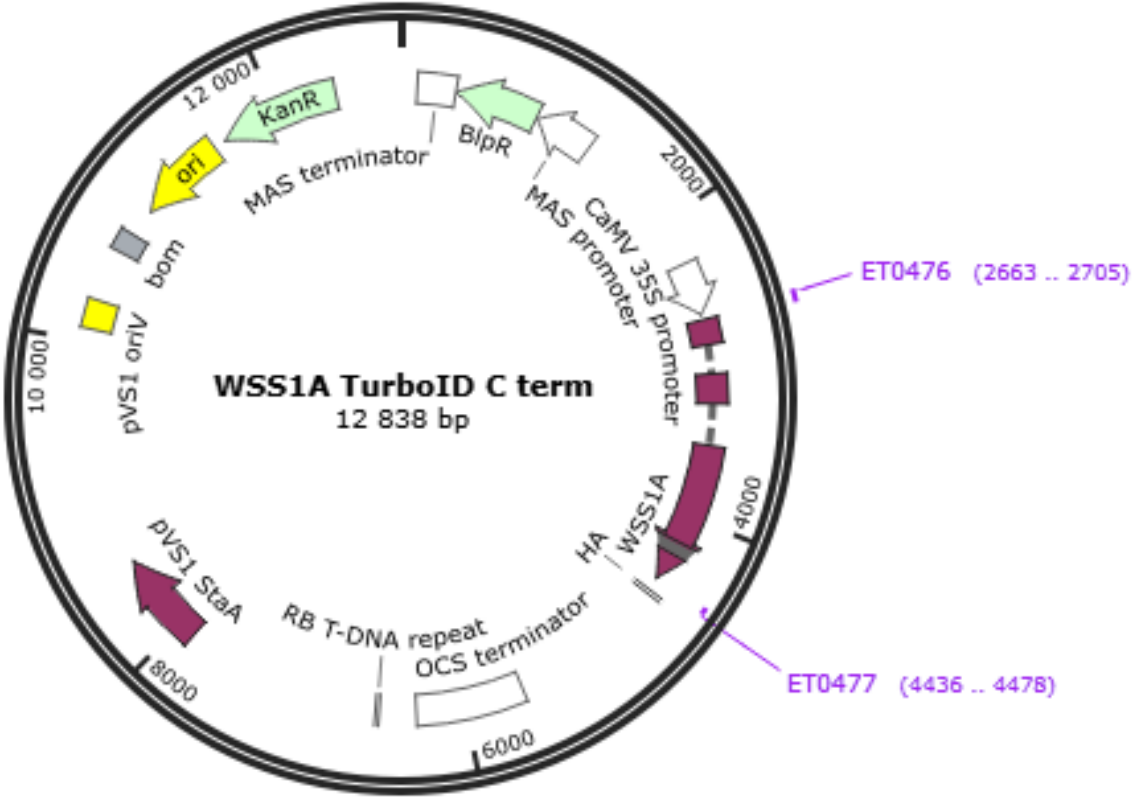 12 000
KanR
ori
bom
pVS1 oriV
10 000
MAS terminator
BlpR
MAS promoter
2000
CaMV 35S promoter
ET0476 (2663 .. 2705)
WSS1A TurboID C term
12 838 bp
4000
WSS1A
HA
ET0477 (4436 .. 4478)
OCS terminator
RB T-DNA repeat
6000
pVS1 StaA
8000